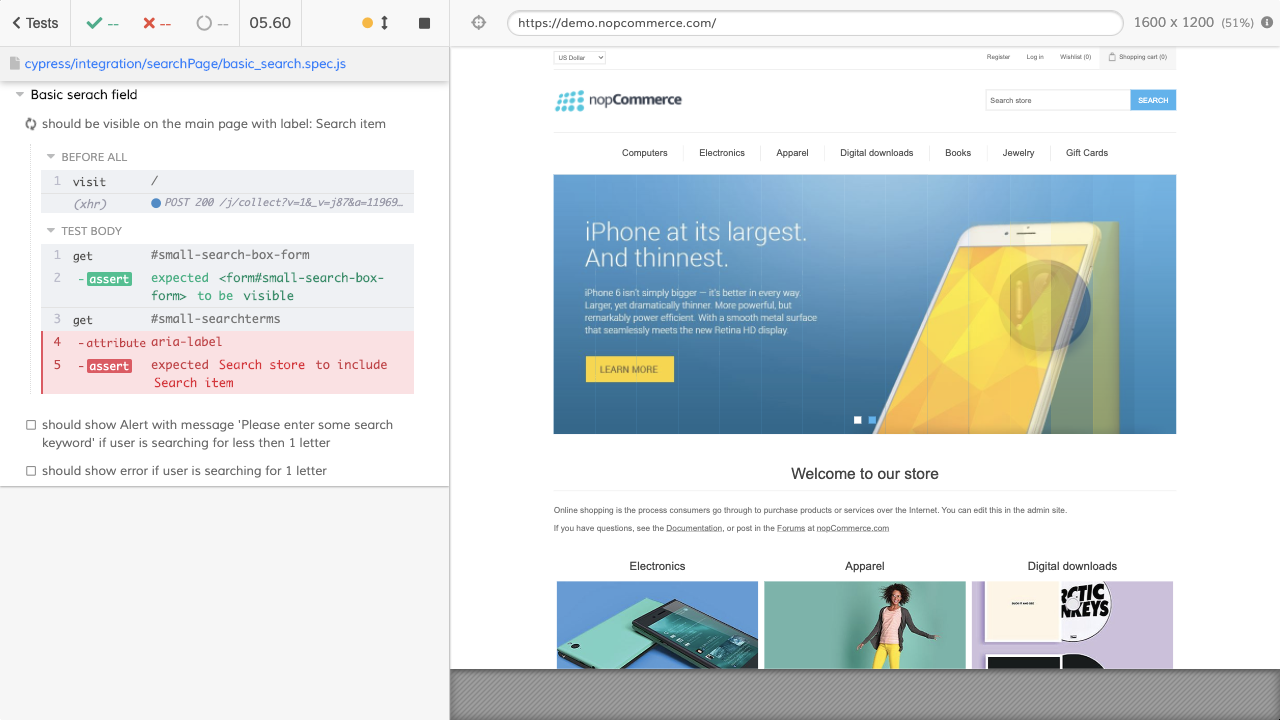 Tests
--
--
--
05.60
https://demo.nopcommerce.com/
1600 x 1200 (51%)
cypress/integration/searchPage/basic_search.spec.js
Basic serach field
should be visible on the main page with label: Search item
BEFORE ALL
1 visit /
(xhr) POST 200 /j/collect?v=1&_v=j87&a=11969…
TEST BODY
1 get #small-search-box-form
2 -assert expected <form#small-search-box-
form> to be visible
3 get #small-searchterms
4 -attribute aria-label
5 -assert expected Search store to include
Search item
should show Alert with message 'Please enter some search
keyword' if user is searching for less then 1 letter
should show error if user is searching for 1 letter
US Dollar
Register Log in Wishlist (0) Shopping cart (0)
nopCommerce
Search store SEARCH
Computers Electronics Apparel Digital downloads Books Jewelry Gift Cards
iPhone at its largest.
And thinnest.
iPhone 6 isn't simply bigger — it's better in every way.
Larger, yet dramatically thinner. More powerful, but
remarkably power efficient. With a smooth metal surface
that seamlessly meets the new Retina HD display.
LEARN MORE
Welcome to our store
Online shopping is the process consumers go through to purchase products or services over the Internet. You can edit this in the admin site.
If you have questions, see the Documentation, or post in the Forums at nopCommerce.com
Electronics Apparel Digital downloads
ARCTIC
MONKEYS